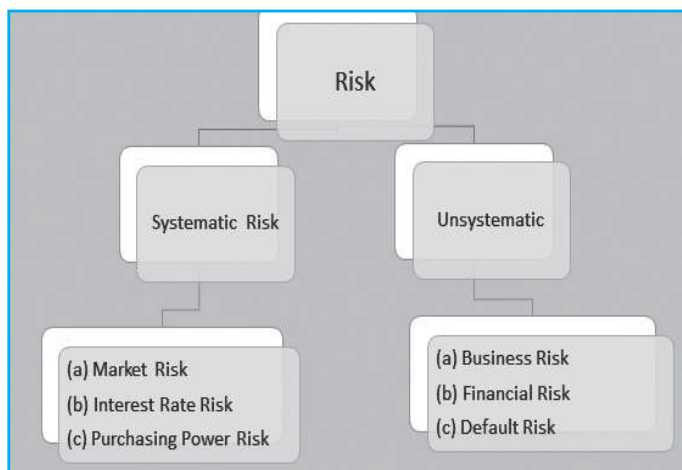 Risk
Systematic Risk
Unsystematic
(a) Market Risk
(b) Interest Rate Risk
(c) Purchasing Power Risk
(a) Business Risk
(b) Financial Risk
(c) Default Risk